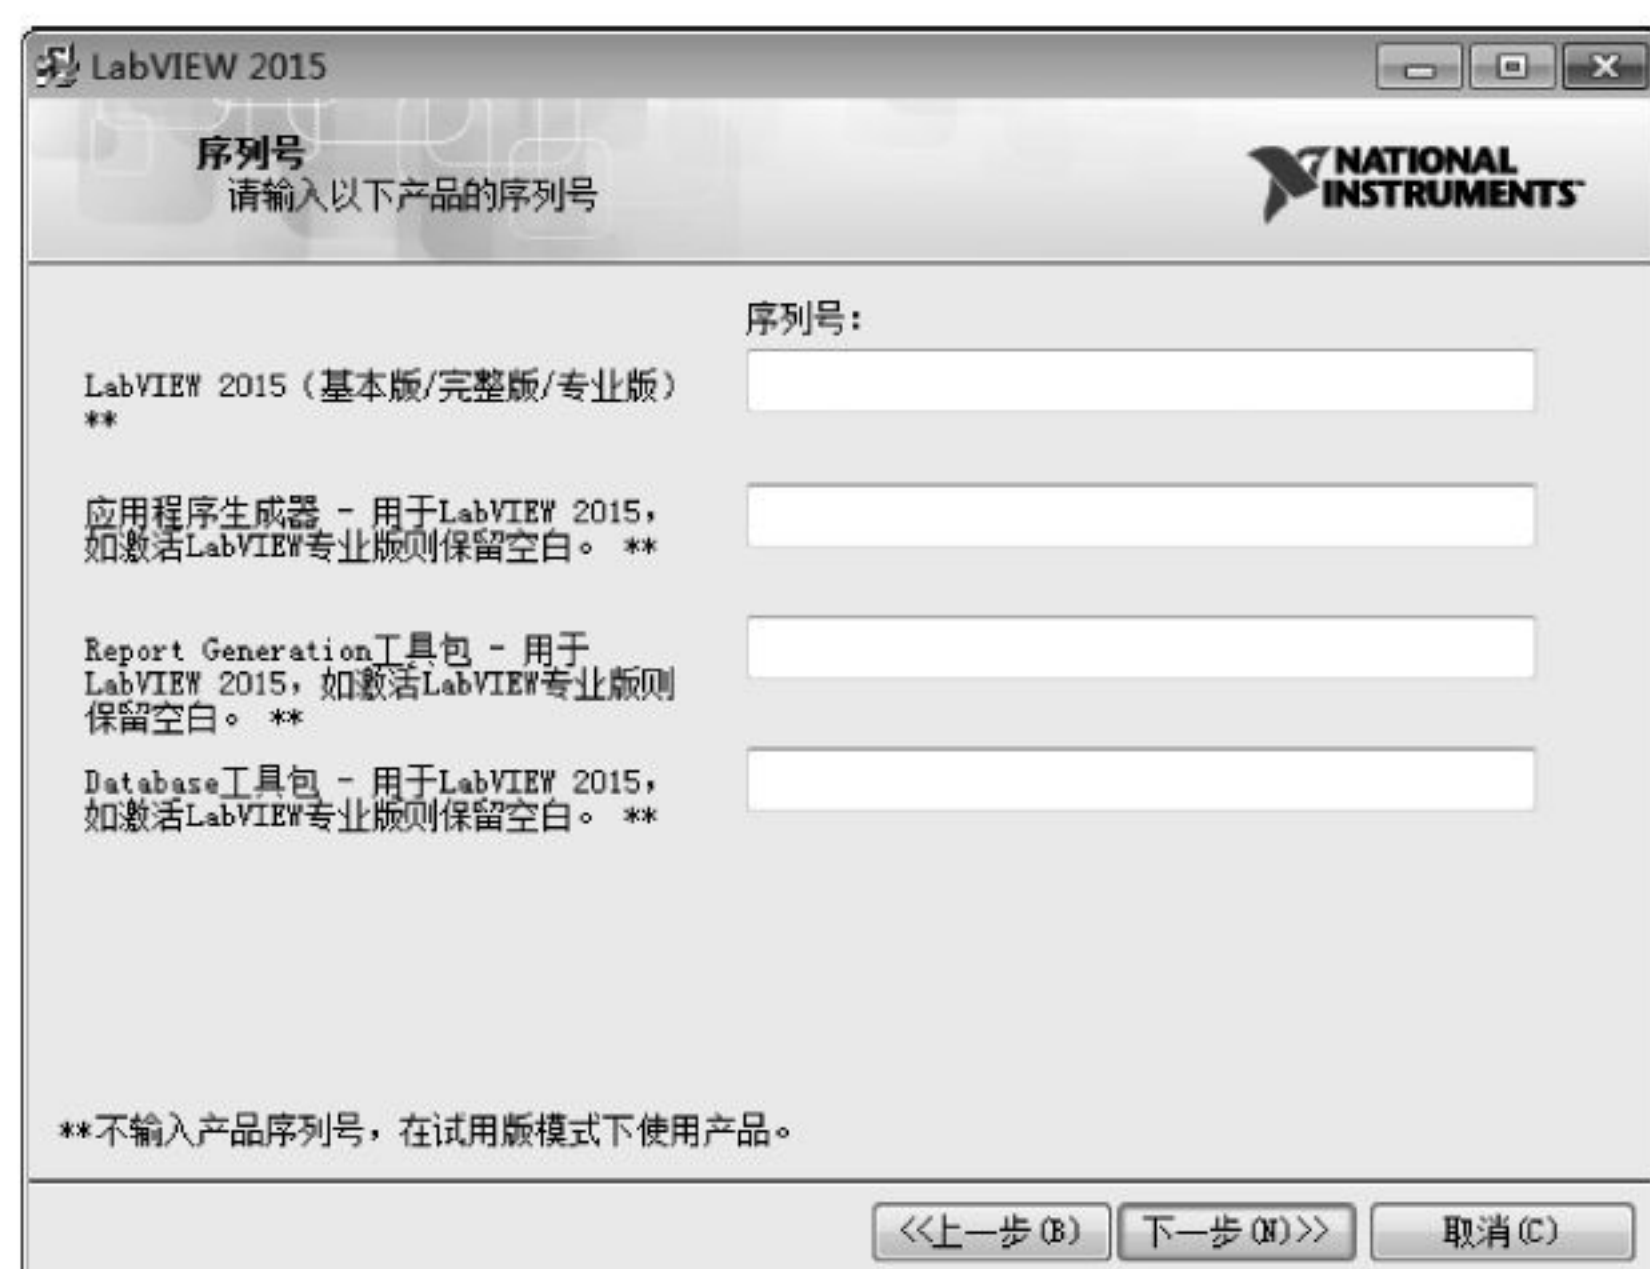 LabVIEW 2015
序列号
请输入以下产品的序列号
NATIONAL
INSTRUMENTS
序列号：
LabVIEW 2015（基本版/完整版/专业版）
**
应用程序生成器 - 用于LabVIEW 2015，
如激活LabVIEW专业版则保留空白。 **
Report Generation工具包 - 用于
LabVIEW 2015，如激活LabVIEW专业版则
保留空白。 **
Database工具包 - 用于LabVIEW 2015，
如激活LabVIEW专业版则保留空白。 **
**不输入产品序列号，在试用版模式下使用产品。
<<上一步(B)
下一步(N)>>
取消(C)